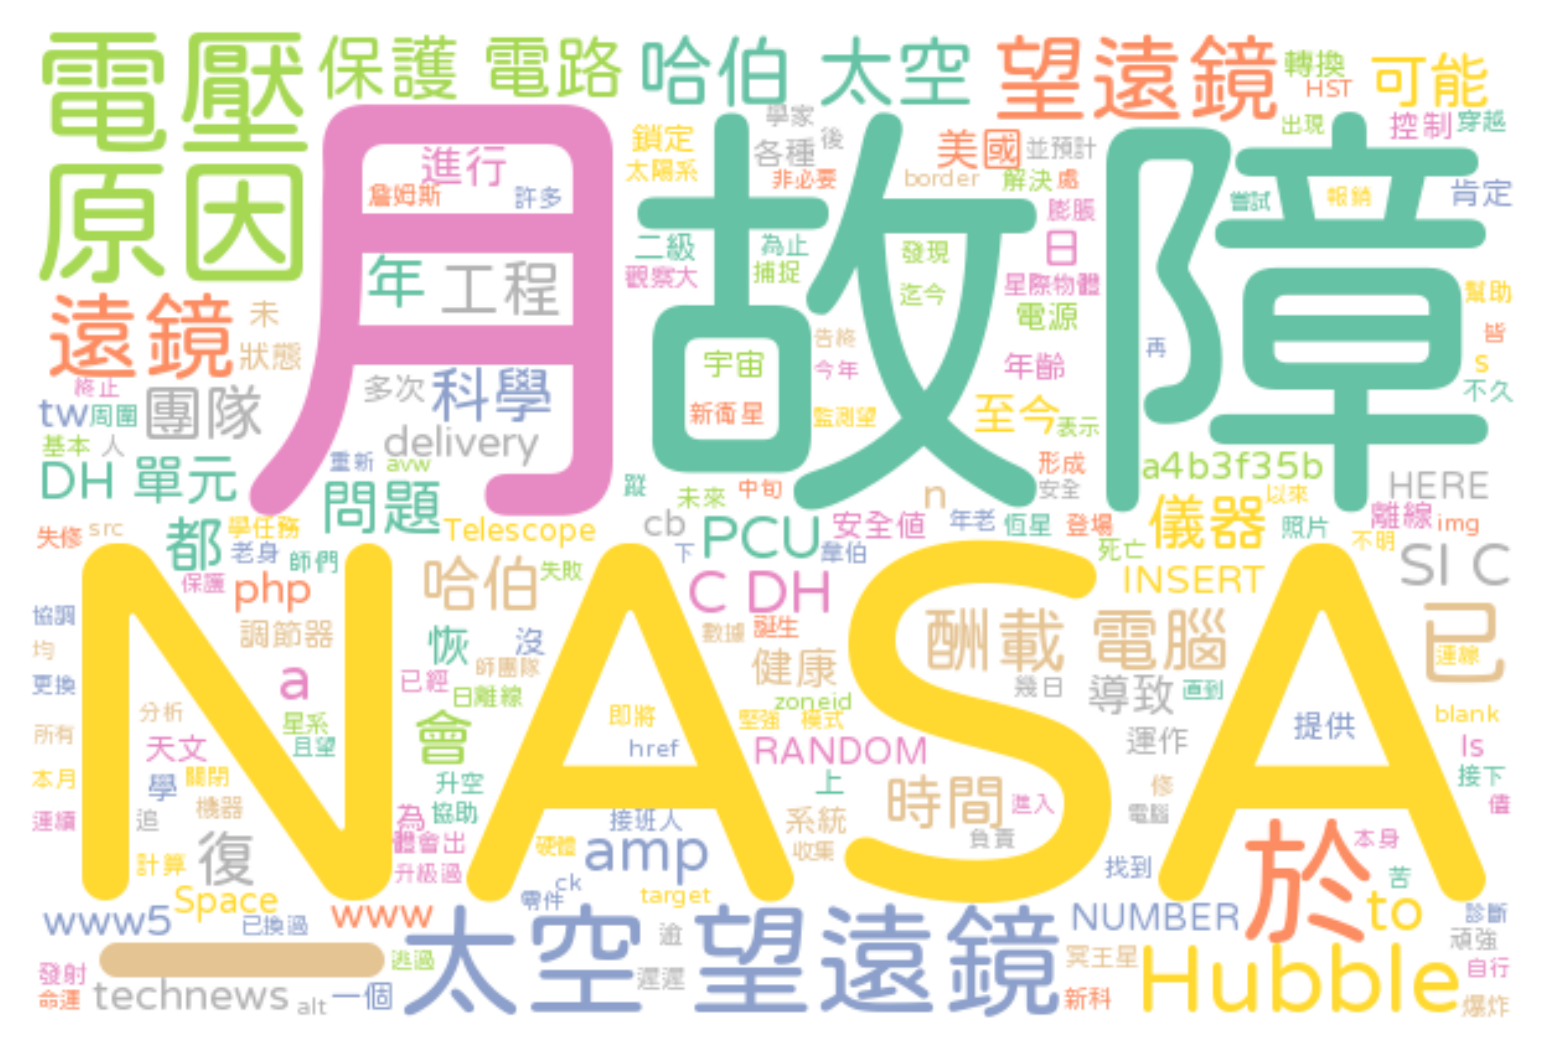 電壓 保護 電路 哈伯 太空 望遠鏡 轉換 可能
HST
原因 月 故障
學家 後 出現 控制 穿越
進行 鎖定 各種 美國 並預計
太陽系 非必要 border 解決 處
詹姆斯 許多 膨脹 嘗試 報銷 肯定
二級 為止 發現 日
觀察大 捕捉 星際物體
年 工程 迄今 電源 幫助
遠鏡 未 告終 再 皆
狀態 宇宙 今年 年齡 s
終止 多次 科學 不久
tw 周圍 團隊 新衛星 監測望 至今 表示
基本 人 delivery
DH 單元 重新 avw 形成 a4b3f35b
問題 蹤 未來 中旬 n 安全 以來 HERE
失修 src 都 學任務 Telescope cb PCU 安全值 年老 恆星 登場 儀器 照片 離線 img
老身 師們 下 韋伯 死亡 不明
NASA
保護 php 哈伯 失敗 C DH INSERT SI C
協調 調節器 恢 沒 數據 誕生 酬載 電腦 已
均 師團隊 健康 連線
更換 a 已經 日離線 zoneid 幾日 導致 直到
分析 星系 即將 堅強 模式 blank
所有 天文 且望 會 href RANDOM 運作 提供 ls
本月 學 關閉 升空 上 時間 修 接下
連續 追 機器 為 協助 接班人 系統 進入 電腦 儘
復 體會出 硬體 amp 收集 負責 本身
計算 升級過 ck 找到 於 苦
Space 零件 target
www5 已換過 www 太空 望遠鏡 逾 NUMBER to 診斷
頑強
發射 逃過 遲遲 冥王星 Hubble 自行
命運 technews alt 一個 新科 爆炸